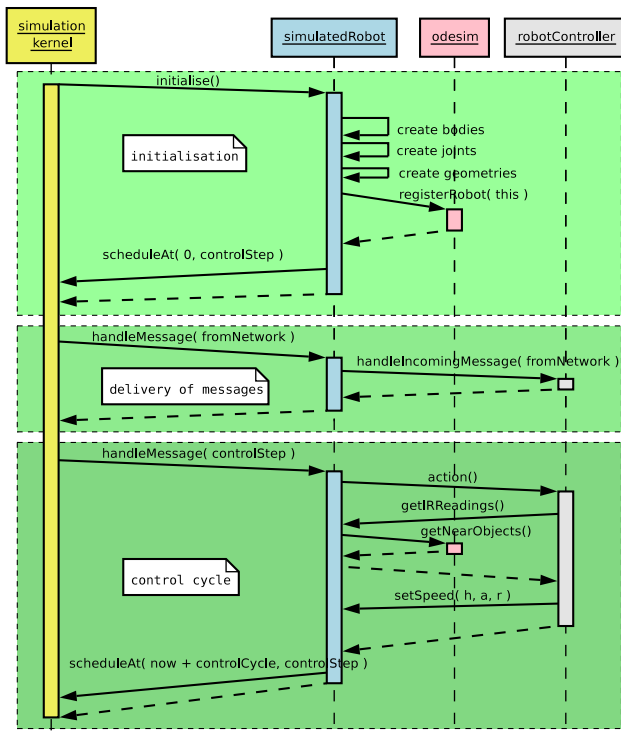 simulation
kernel
simulatedRobot
odesim
robotController
initialise()
create bodies
initialisation
create joints
create geometries
registerRobot( this )
scheduleAt( 0, controlStep )
handleMessage( fromNetwork )
handleIncomingMessage( fromNetwork)
delivery of messages
handleMessage( controlStep )
action()
getIRReadings()
getNearObjects()
control cycle
setSpeed( h, a, r )
scheduleAt( now + controlCycle, controlStep )